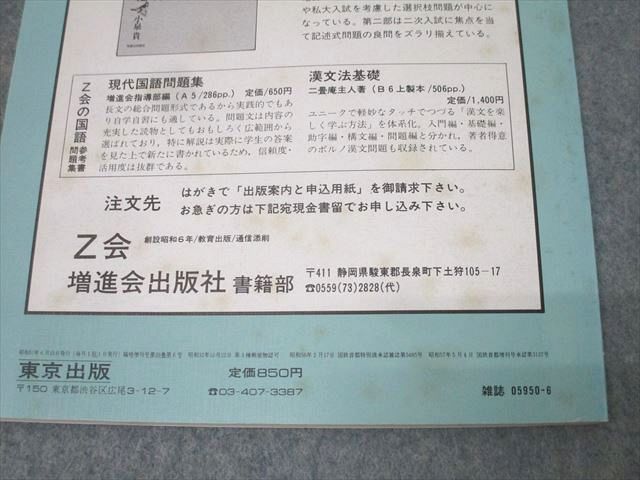 小泉 貴
や私大入試を考慮した選択枝問題が中心に
なっている。第二部は二次入試に焦点を当
て記述式問題の良問をズラリ揃えている。
Z会の国語 参考書 問題集
現代国語問題集
増進会指導部編（A5/286pp.）定価/650円
長文の総合問題形式であるから実践的でもあ
り自学自習にも適している。問題文は内容の
充実した読物としてもおもしろく広範囲から
選ばれており，特に解説は実際に学生の答案
を見た上で新たに書かれているため，信頼度・
活用度は抜群である。
漢文法基礎
二畳庵主人著（B6上製本/506pp.）
定価/1,400円
ユニークで軽妙なタッチでつづる「漢文を楽
しく学ぶ方法」を体系化。入門編・基礎編・
助字編・構文編・問題編と分かれ，著者得意
のポルノ漢文問題も収録されている。
注文先
はがきで「出版案内と申込用紙」を御請求下さい。
お急ぎの方は下記宛現金書留でお申し込み下さい。
Z会 創設昭和6年/教育出版/通信添削
増進会出版社 書籍部
〒411 静岡県駿東郡長泉町下土狩105-17
☎0559(73)2828(代)
東京出版
定価850円
〒150 東京都渋谷区広尾3-12-7
☎03-407-3387
雑誌 05950-6